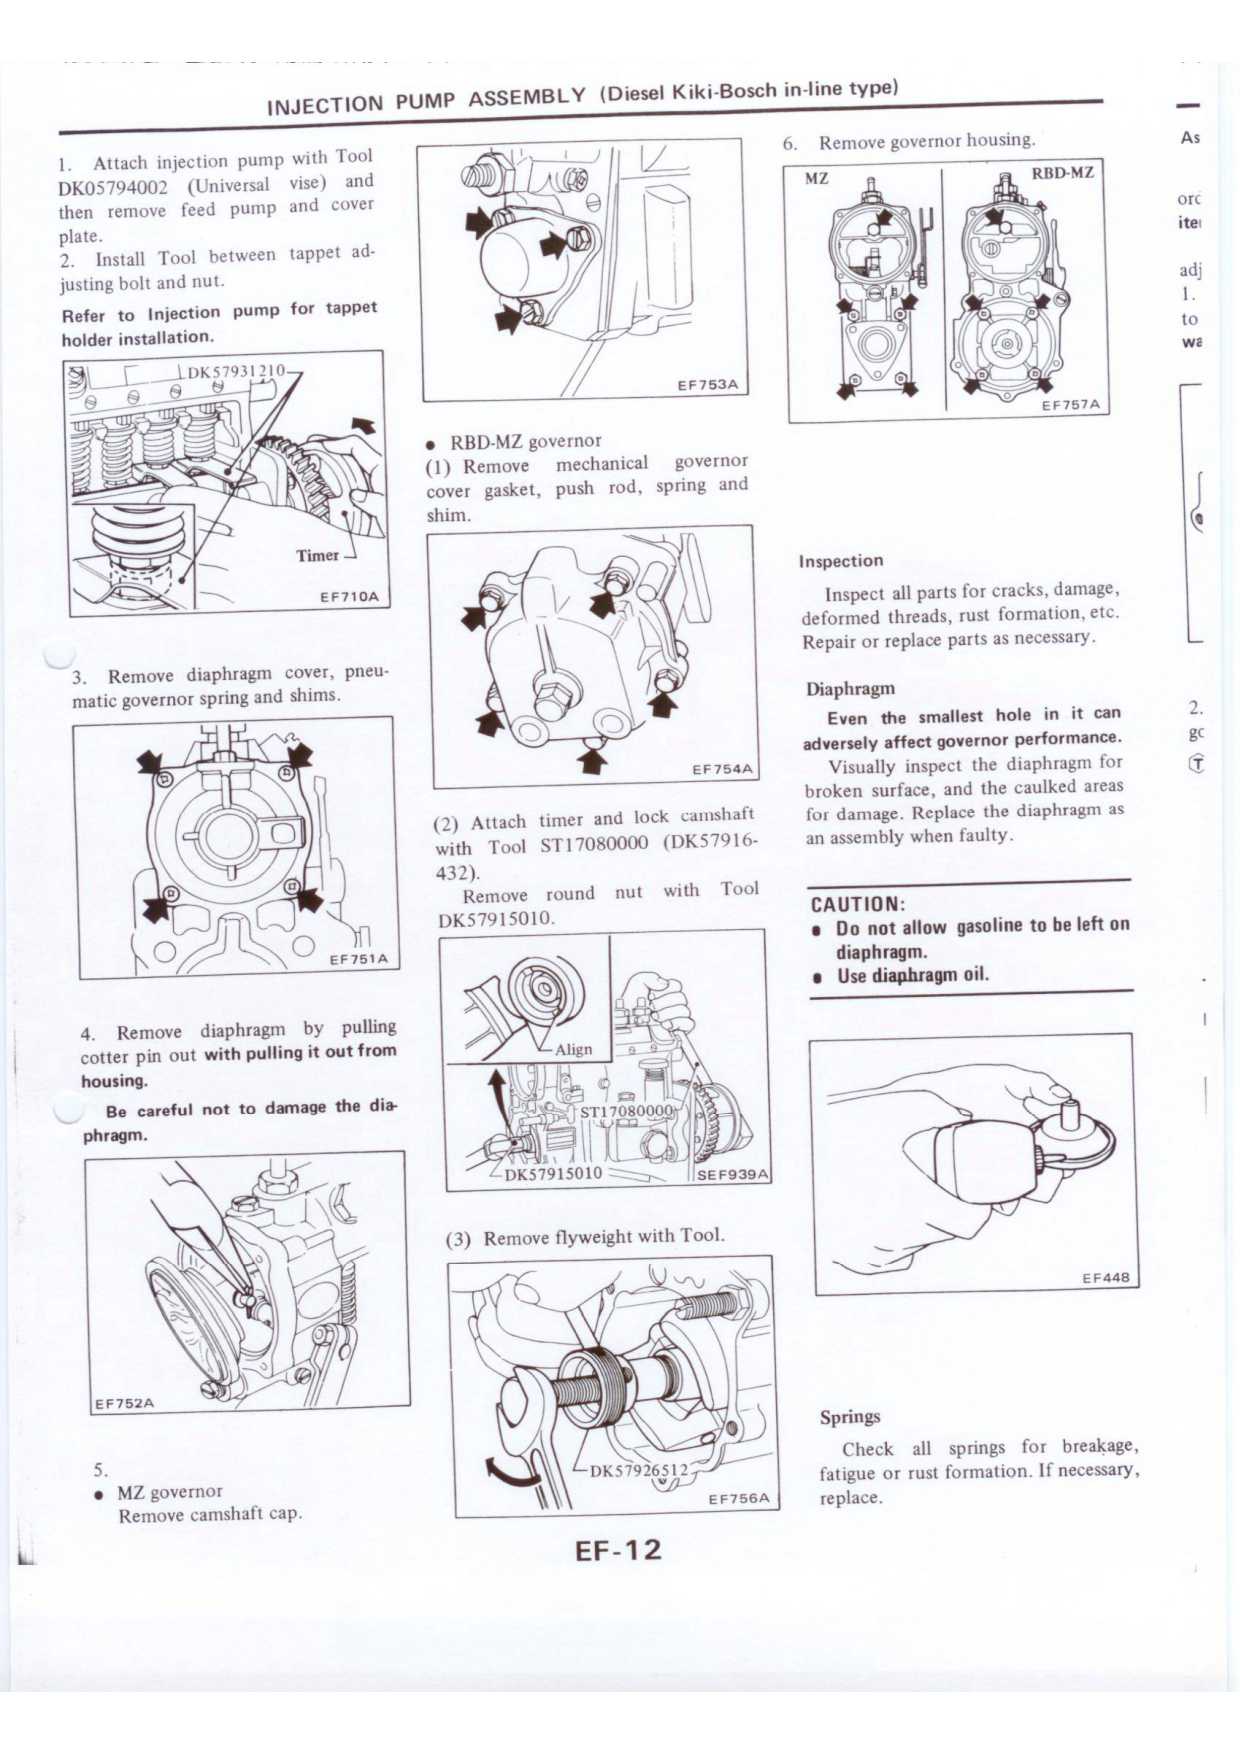 INJECTION PUMP ASSEMBLY (Diesel Kiki-Bosch in-line type)
1. Attach injection pump with Tool
DK05794002 (Universal vise) and
then remove feed pump and cover
plate.
2. Install Tool between tappet ad-
justing bolt and nut.
Refer to Injection pump for tappet
holder installation.
DK57931210
Timer
EF710A
3. Remove diaphragm cover, pneu-
matic governor spring and shims.
EF751A
4. Remove diaphragm by pulling
cotter pin out with pulling it out from
housing.
Be careful not to damage the dia-
phragm.
EF752A
5.
● MZ governor
Remove camshaft cap.
EF753A
● RBD-MZ governor
(1) Remove mechanical governor
cover gasket, push rod, spring and
shim.
EF754A
(2) Attach timer and lock camshaft
with Tool ST17080000 (DK57916-
432).
Remove round nut with Tool
DK57915010.
Align
ST17080000
DK57915010
SEF939A
(3) Remove flyweight with Tool.
DK57926512
EF756A
6. Remove governor housing.
MZ
RBD-MZ
EF757A
Inspection
Inspect all parts for cracks, damage,
deformed threads, rust formation, etc.
Repair or replace parts as necessary.
Diaphragm
Even the smallest hole in it can
adversely affect governor performance.
Visually inspect the diaphragm for
broken surface, and the caulked areas
for damage. Replace the diaphragm as
an assembly when faulty.
CAUTION:
● Do not allow gasoline to be left on
diaphragm.
● Use diaphragm oil.
EF448
Springs
Check all springs for breakage,
fatigue or rust formation. If necessary,
replace.
EF-12
As
adj
1.
to
2.